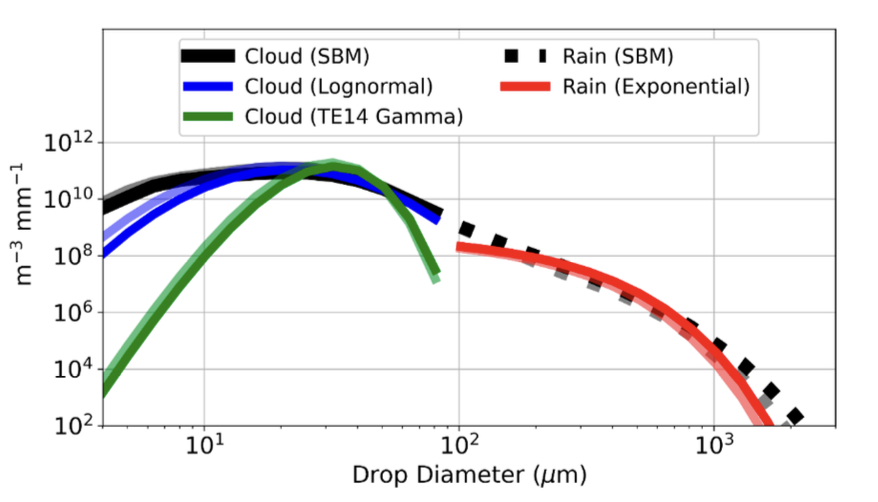 Cloud (SBM)
Cloud (Lognormal)
Cloud (TE14 Gamma)
Rain (SBM)
Rain (Exponential)
10¹²
10¹⁰
10⁸
10⁶
10⁴
10²
m⁻³ mm⁻¹
10¹
10²
10³
Drop Diameter (μm)